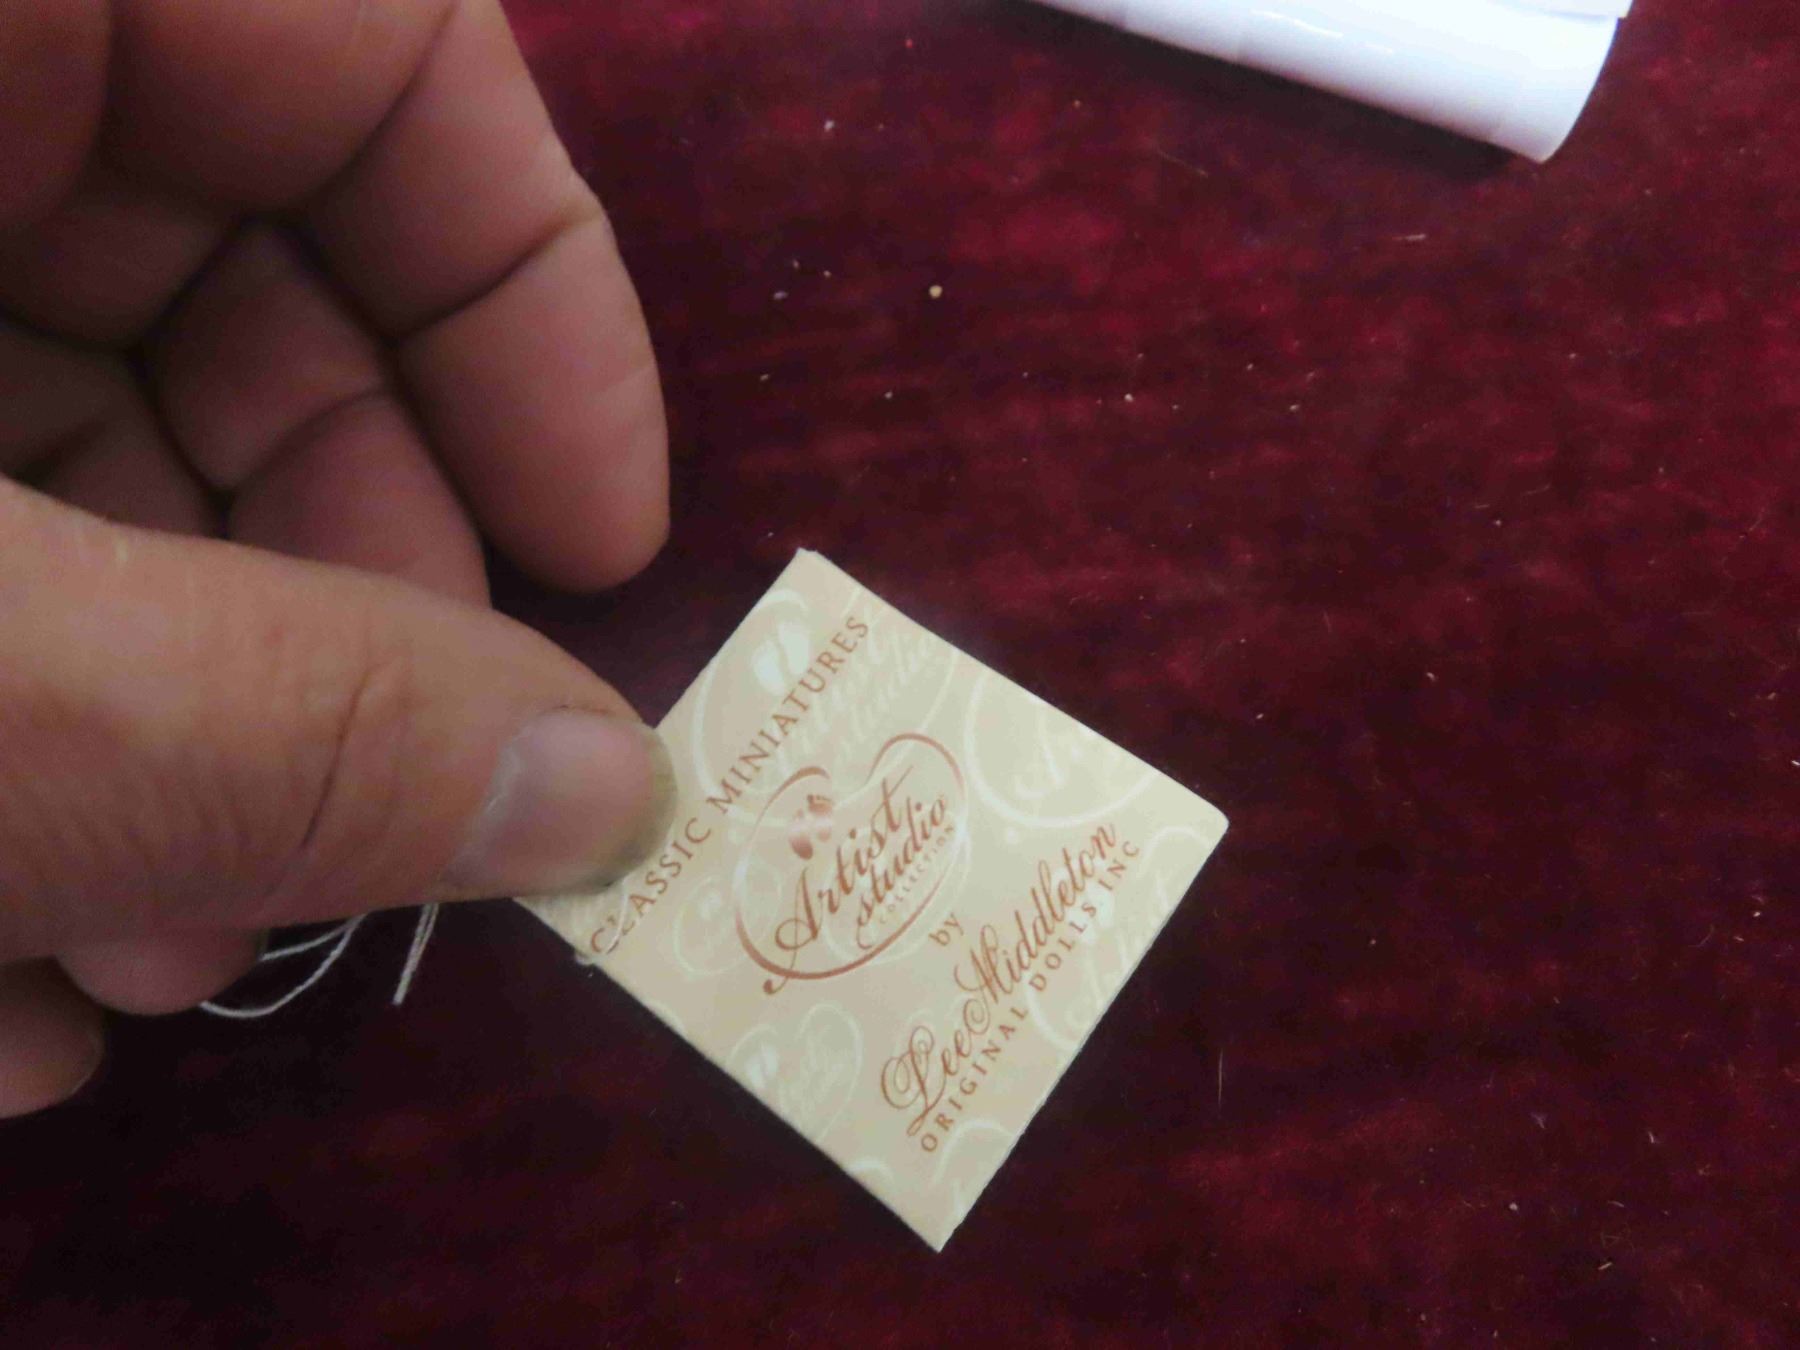 CLASSIC MINIATURES
Artist
studio
COLLECTION
by
Lee Middleton
ORIGINAL DOLLS INC